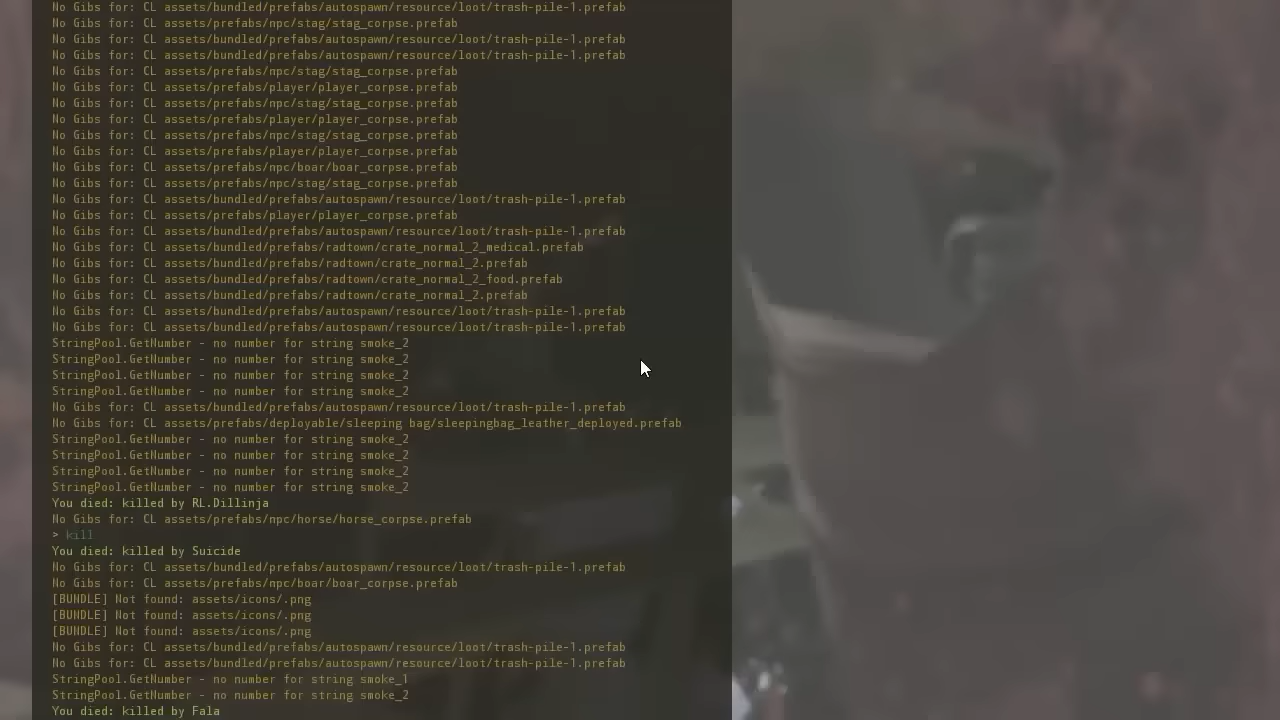 No Gibs for: CL assets/bundled/prefabs/autospawn/resource/loot/trash-pile-1.prefab
No Gibs for: CL assets/prefabs/npc/stag/stag_corpse.prefab
No Gibs for: CL assets/bundled/prefabs/autospawn/resource/loot/trash-pile-1.prefab
No Gibs for: CL assets/bundled/prefabs/autospawn/resource/loot/trash-pile-1.prefab
No Gibs for: CL assets/prefabs/npc/stag/stag_corpse.prefab
No Gibs for: CL assets/prefabs/player/player_corpse.prefab
No Gibs for: CL assets/prefabs/npc/stag/stag_corpse.prefab
No Gibs for: CL assets/prefabs/player/player_corpse.prefab
No Gibs for: CL assets/prefabs/npc/stag/stag_corpse.prefab
No Gibs for: CL assets/prefabs/player/player_corpse.prefab
No Gibs for: CL assets/prefabs/npc/boar/boar_corpse.prefab
No Gibs for: CL assets/prefabs/npc/stag/stag_corpse.prefab
No Gibs for: CL assets/bundled/prefabs/autospawn/resource/loot/trash-pile-1.prefab
No Gibs for: CL assets/prefabs/player/player_corpse.prefab
No Gibs for: CL assets/bundled/prefabs/autospawn/resource/loot/trash-pile-1.prefab
No Gibs for: CL assets/bundled/prefabs/radtown/crate_normal_2_medical.prefab
No Gibs for: CL assets/bundled/prefabs/radtown/crate_normal_2.prefab
No Gibs for: CL assets/bundled/prefabs/radtown/crate_normal_2_food.prefab
No Gibs for: CL assets/bundled/prefabs/radtown/crate_normal_2.prefab
No Gibs for: CL assets/bundled/prefabs/autospawn/resource/loot/trash-pile-1.prefab
No Gibs for: CL assets/bundled/prefabs/autospawn/resource/loot/trash-pile-1.prefab
StringPool.GetNumber - no number for string smoke_2
StringPool.GetNumber - no number for string smoke_2
StringPool.GetNumber - no number for string smoke_2
StringPool.GetNumber - no number for string smoke_2
No Gibs for: CL assets/bundled/prefabs/autospawn/resource/loot/trash-pile-1.prefab
No Gibs for: CL assets/prefabs/deployable/sleeping bag/sleepingbag_leather_deployed.prefab
StringPool.GetNumber - no number for string smoke_2
StringPool.GetNumber - no number for string smoke_2
StringPool.GetNumber - no number for string smoke_2
StringPool.GetNumber - no number for string smoke_2
You died: killed by RL.Dillinja
No Gibs for: CL assets/prefabs/npc/horse/horse_corpse.prefab
> kill
You died: killed by Suicide
No Gibs for: CL assets/bundled/prefabs/autospawn/resource/loot/trash-pile-1.prefab
No Gibs for: CL assets/prefabs/npc/boar/boar_corpse.prefab
[BUNDLE] Not found: assets/icons/.png
[BUNDLE] Not found: assets/icons/.png
[BUNDLE] Not found: assets/icons/.png
No Gibs for: CL assets/bundled/prefabs/autospawn/resource/loot/trash-pile-1.prefab
No Gibs for: CL assets/bundled/prefabs/autospawn/resource/loot/trash-pile-1.prefab
StringPool.GetNumber - no number for string smoke_1
StringPool.GetNumber - no number for string smoke_2
You died: killed by Fala